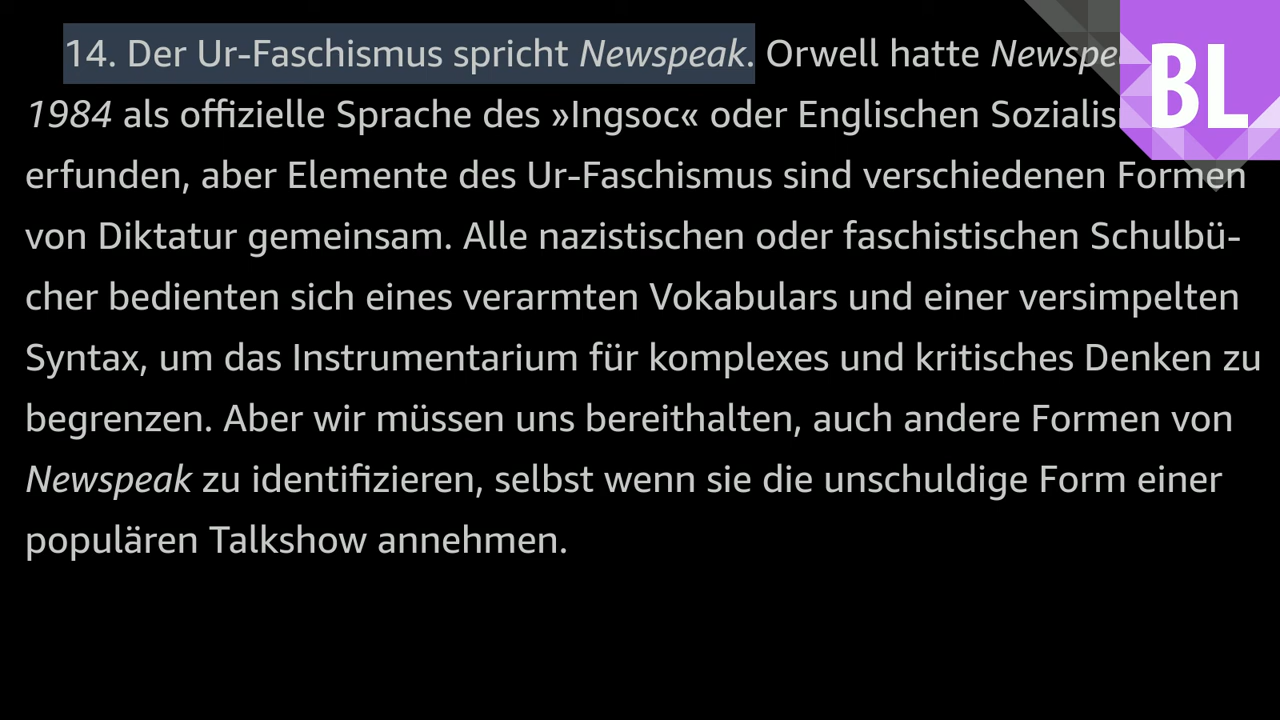 14. Der Ur-Faschismus spricht Newspeak. Orwell hatte
1984 als offizielle Sprache des »Ingsoc« oder Englischen
erfunden, aber Elemente des Ur-Faschismus sind verschiedenen Formen
von Diktatur gemeinsam. Alle nazistischen oder faschistischen Schulbü-
cher bedienten sich eines verarmten Vokabulars und einer versimpelten
Syntax, um das Instrumentarium für komplexes und kritisches Denken zu
begrenzen. Aber wir müssen uns bereithalten, auch andere Formen von
Newspeak zu identifizieren, selbst wenn sie die unschuldige Form einer
populären Talkshow annehmen.
BL